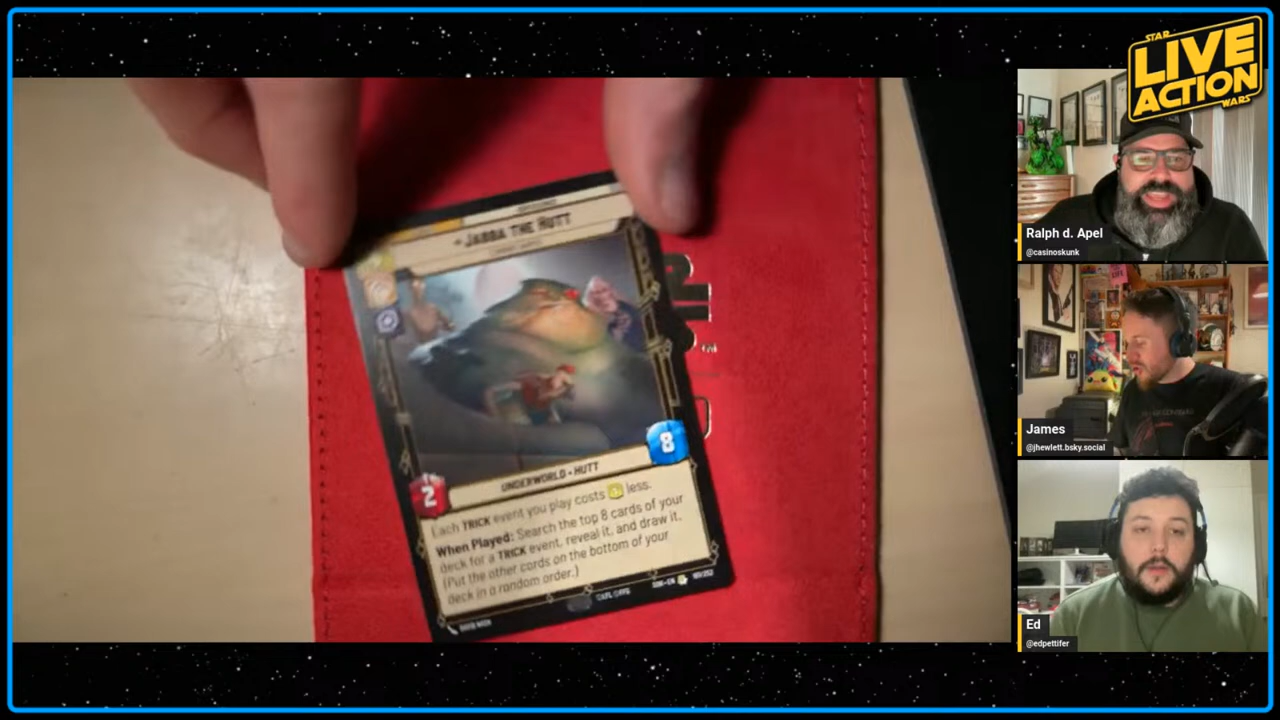 STAR
LIVE
ACTION
WARS
JABBA THE HUTT
8
UNDERWORLD • HUTT
2
Each TRICK event you play costs less.
When Played: Search the top 8 cards of your
deck for a TRICK event, reveal it, and draw it.
(Put the other cards on the bottom of your
deck in a random order.)
Ralph d. Apel
@casinoskunk
James
@jhewlett.bsky.social
Ed
@edpettifer